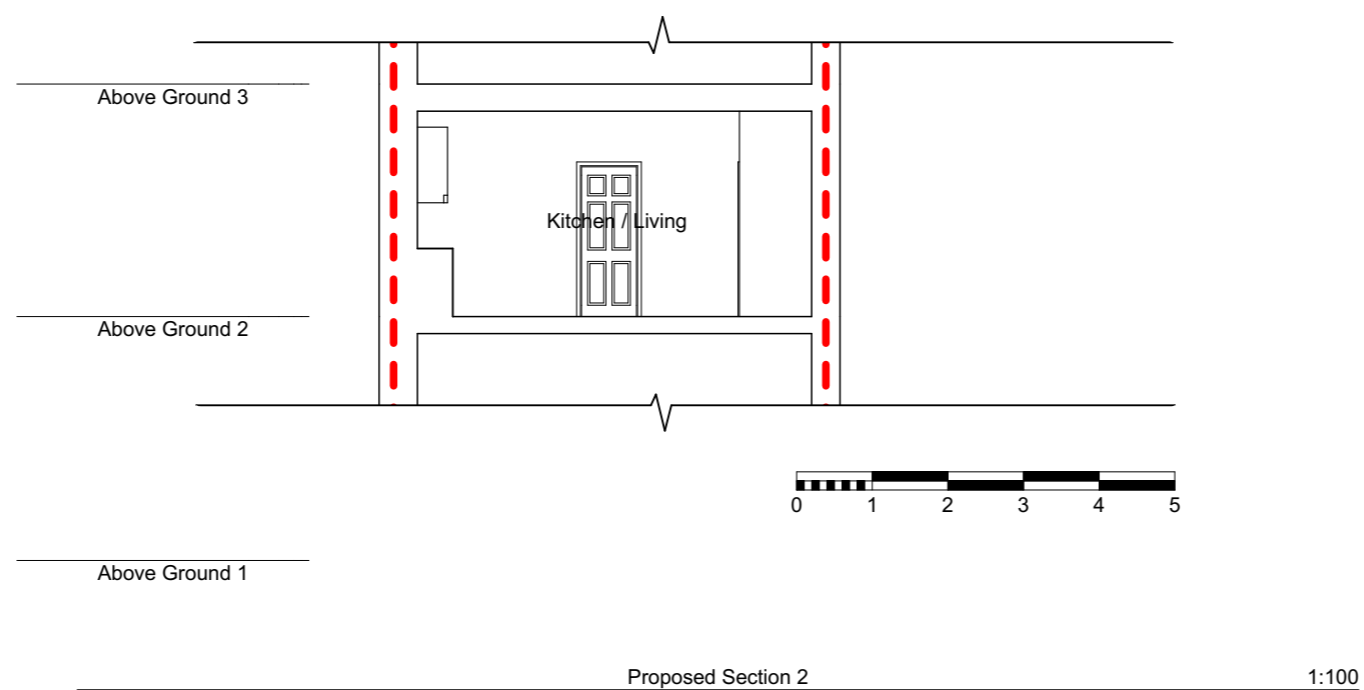 Above Ground 3
Kitchen / Living
Above Ground 2
0 1 2 3 4 5
Above Ground 1
Proposed Section 2 1:100